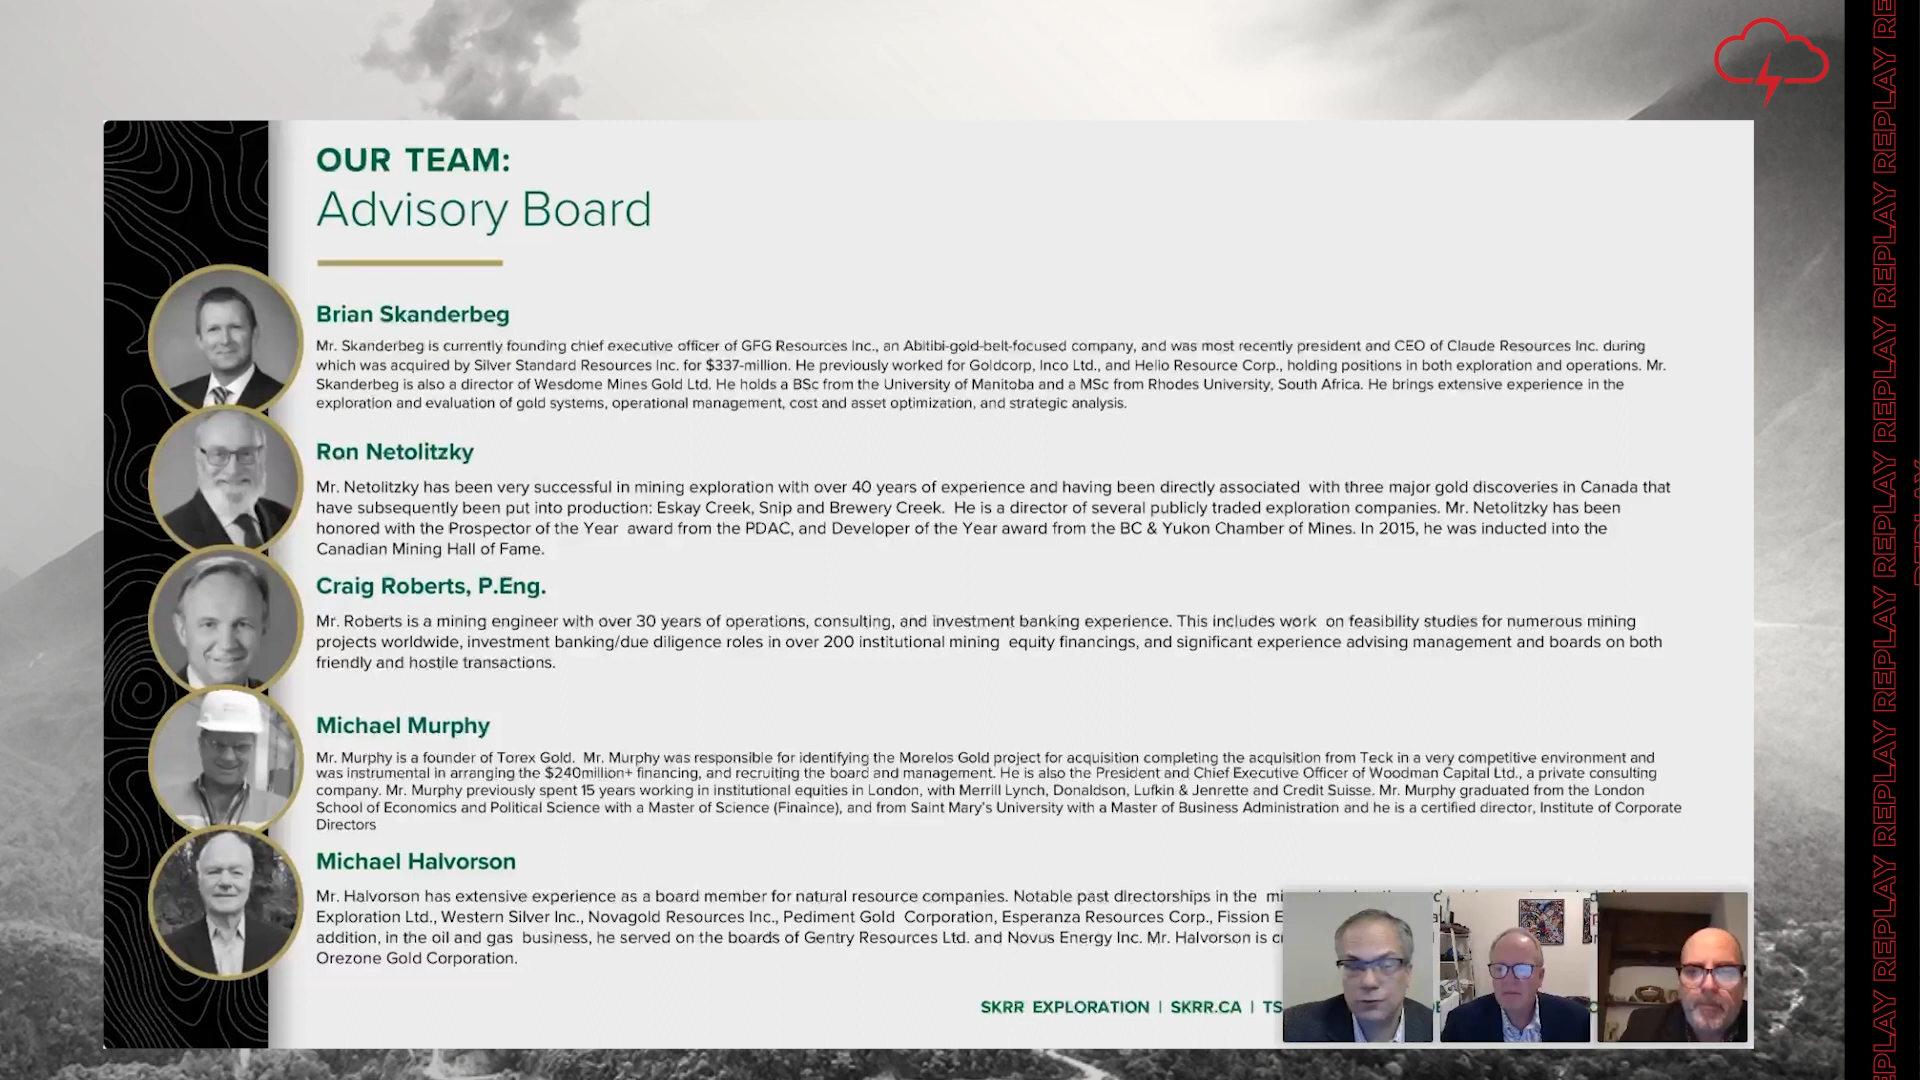 OUR TEAM:
Advisory Board
Brian Skanderbeg
Mr. Skanderbeg is currently founding chief executive officer of GFG Resources Inc., an Abitibi-gold-belt-focused company, and was most recently president and CEO of Claude Resources Inc. during
which was acquired by Silver Standard Resources Inc. for $337-million. He previously worked for Goldcorp, Inco Ltd., and Helio Resource Corp., holding positions in both exploration and operations. Mr.
Skanderbeg is also a director of Wesdome Mines Gold Ltd. He holds a BSc from the University of Manitoba and a MSc from Rhodes University, South Africa. He brings extensive experience in the
exploration and evaluation of gold systems, operational management, cost and asset optimization, and strategic analysis.
Ron Netolitzky
Mr. Netolitzky has been very successful in mining exploration with over 40 years of experience and having been directly associated with three major gold discoveries in Canada that
have subsequently been put into production: Eskay Creek, Snip and Brewery Creek. He is a director of several publicly traded exploration companies. Mr. Netolitzky has been
honored with the Prospector of the Year award from the PDAC, and Developer of the Year award from the BC & Yukon Chamber of Mines. In 2015, he was inducted into the
Canadian Mining Hall of Fame.
Craig Roberts, P.Eng.
Mr. Roberts is a mining engineer with over 30 years of operations, consulting, and investment banking experience. This includes work on feasibility studies for numerous mining
projects worldwide, investment banking/due diligence roles in over 200 institutional mining equity financings, and significant experience advising management and boards on both
friendly and hostile transactions.
Michael Murphy
Mr. Murphy is a founder of Torex Gold. Mr. Murphy was responsible for identifying the Morelos Gold project for acquisition completing the acquisition from Teck in a very competitive environment and
was instrumental in arranging the $240million+ financing, and recruiting the board and management. He is also the President and Chief Executive Officer of Woodman Capital Ltd., a private consulting
company. Mr. Murphy previously spent 15 years working in institutional equities in London, with Merrill Lynch, Donaldson, Lufkin & Jenrette and Credit Suisse. Mr. Murphy graduated from the London
School of Economics and Political Science with a Master of Science (Finaince), and from Saint Mary's University with a Master of Business Administration and he is a certified director, Institute of Corporate
Directors
Michael Halvorson
Mr. Halvorson has extensive experience as a board member for natural resource companies. Notable past directorships in the
Exploration Ltd., Western Silver Inc., Novagold Resources Inc., Pediment Gold Corporation, Esperanza Resources Corp., Fission
addition, in the oil and gas business, he served on the boards of Gentry Resources Ltd. and Novus Energy Inc. Mr. Halvorson is
Orezone Gold Corporation.
SKRR EXPLORATION | SKRR.CA | TS
REPLAY REPLAY REPLAY REPLAY REPLAY REPLAY REPLAY REPLAY
REPLAY